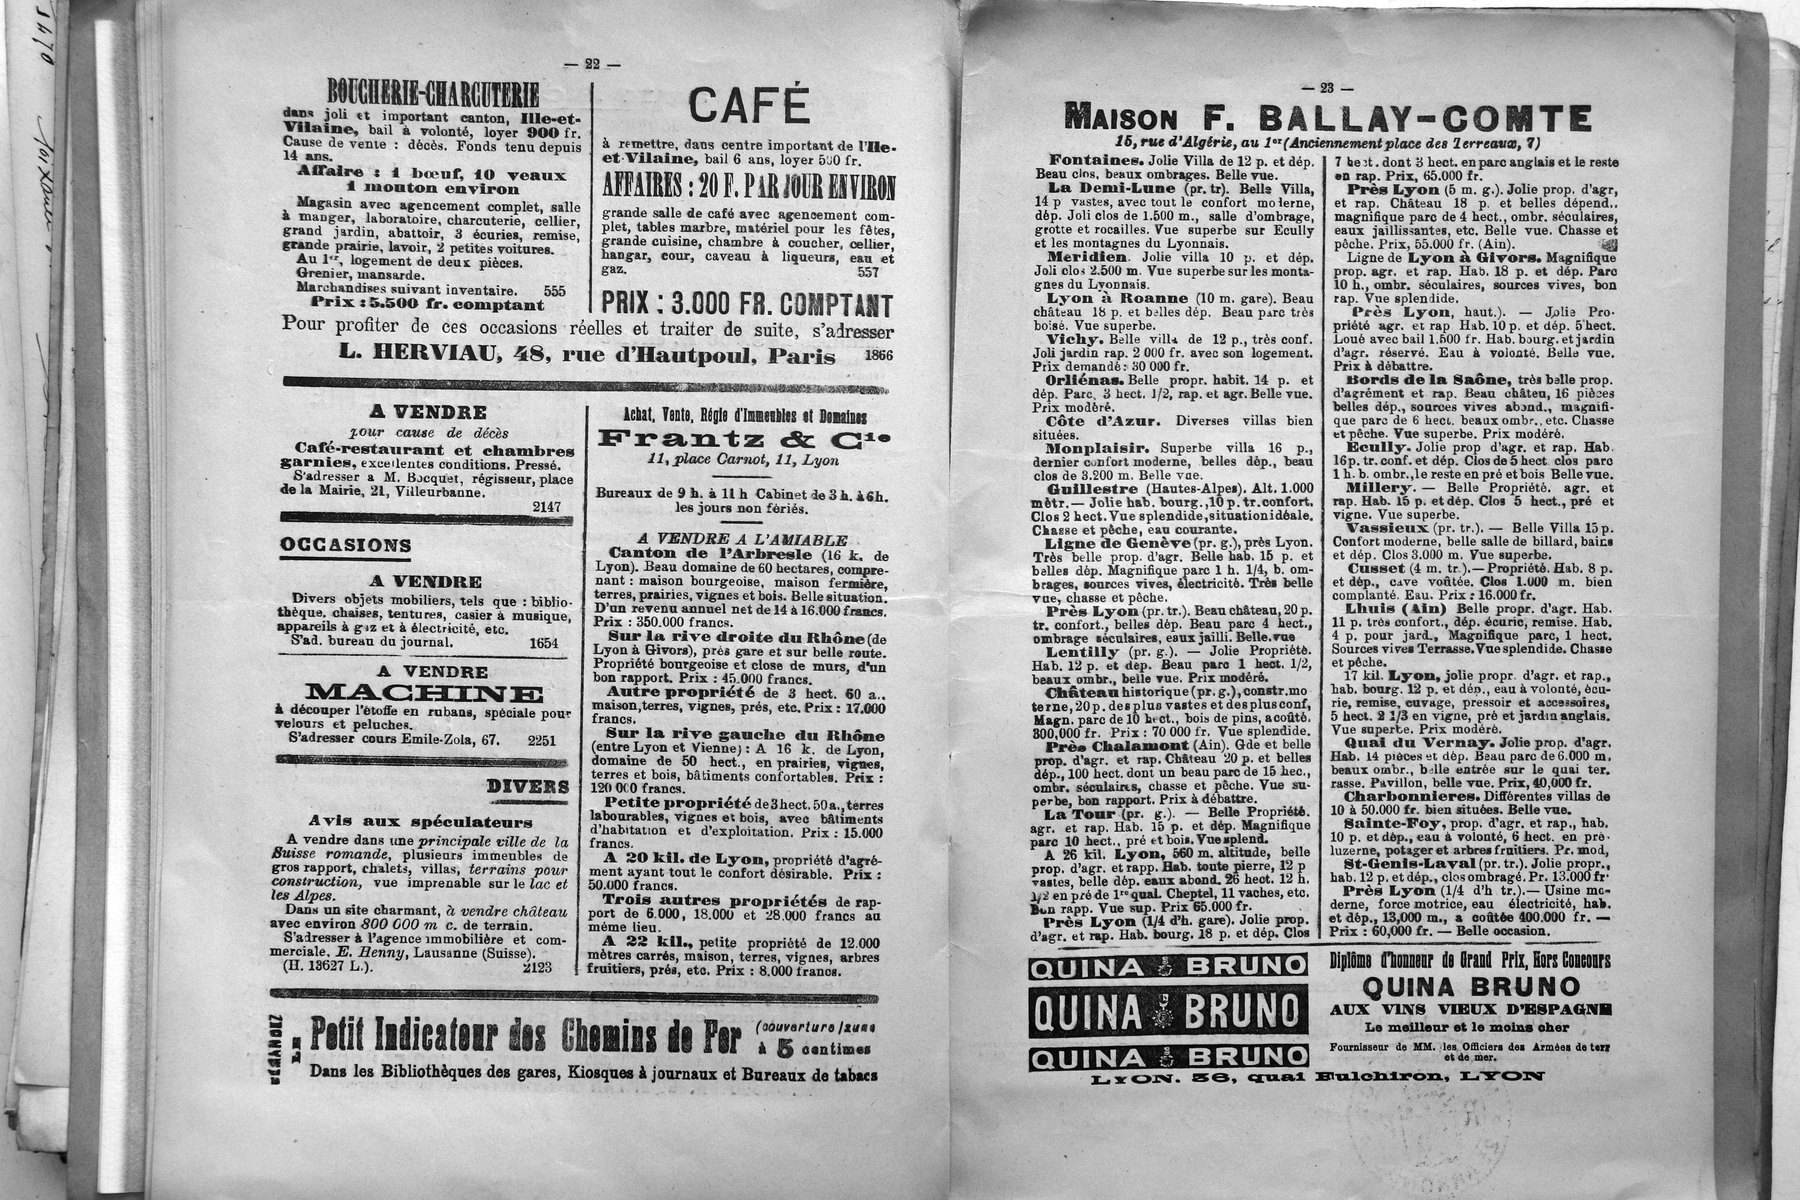 — 22 —
BOUCHERIE-CHARCUTERIE
dans joli et important canton, Ille-et-
Vilaine, bail à volonté, loyer 900 fr.
Cause de vente : décès. Fonds tenu depuis
14 ans.
Affaire : 1 bœuf, 10 veaux
1 mouton environ
Magasin avec agencement complet, salle
à manger, laboratoire, charcuterie, cellier,
grand jardin, abattoir, 3 écuries, remise,
grande prairie, lavoir, 2 petites voitures.
Au 1er, logement de deux pièces.
Grenier, mansarde.
Marchandises suivant inventaire. 555
Prix : 5.500 fr. comptant
CAFÉ
à remettre, dans centre important de l'Ile-
et-Vilaine, bail 6 ans, loyer 500 fr.
AFFAIRES : 20 F. PAR JOUR ENVIRON
grande salle de café avec agencement com-
plet, tables marbre, matériel pour les fêtes,
grande cuisine, chambre à coucher, cellier,
hangar, cour, caveau à liqueurs, eau et
gaz. 557
PRIX : 3.000 FR. COMPTANT
Pour profiter de ces occasions réelles et traiter de suite, s'adresser
L. HERVIAU, 48, rue d'Hautpoul, Paris 1866
A VENDRE
pour cause de décès
Café-restaurant et chambres
garnies, excellentes conditions. Pressé.
S'adresser a M. Bocquet, régisseur, place
de la Mairie, 21, Villeurbanne.
2147
OCCASIONS
A VENDRE
Divers objets mobiliers, tels que : biblio-
thèque, chaises, tentures, casier à musique,
appareils à gaz et à électricité, etc.
S'ad. bureau du journal. 1654
A VENDRE
MACHINE
à découper l'étoffe en rubans, spéciale pour
velours et peluches.
S'adresser cours Emile-Zola, 67. 2251
DIVERS
Avis aux spéculateurs
A vendre dans une principale ville de la
Suisse romande, plusieurs immeubles de
gros rapport, chalets, villas, terrains pour
construction, vue imprenable sur le lac et
les Alpes.
Dans un site charmant, à vendre château
avec environ 800 000 m c. de terrain.
S'adresser à l'agence immobilière et com-
merciale, E. Henny, Lausanne (Suisse).
(H. 13627 L.). 2123
Achat, Vente, Régie d'Immeubles et Domaines
Frantz & Cie
11, place Carnot, 11, Lyon
Bureaux de 9 h. à 11 h Cabinet de 3 h. à 6 h.
les jours non fériés.
A VENDRE A L'AMIABLE
Canton de l'Arbresle (16 k. de
Lyon). Beau domaine de 60 hectares, compre-
nant : maison bourgeoise, maison fermière,
terres, prairies, vignes et bois. Belle situation.
D'un revenu annuel net de 14 à 16.000 francs.
Prix : 350.000 francs.
Sur la rive droite du Rhône (de
Lyon à Givors), près gare et sur belle route.
Propriété bourgeoise et close de murs, d'un
bon rapport. Prix : 45.000 francs.
Autre propriété de 3 hect. 60 a..
maison, terres, vignes, prés, etc. Prix : 17.000
francs.
Sur la rive gauche du Rhône
(entre Lyon et Vienne) : A 16 k. de Lyon,
domaine de 50 hect., en prairies, vignes,
terres et bois, bâtiments confortables. Prix :
120 000 francs.
Petite propriété de 3 hect. 50 a., terres
labourables, vignes et bois, avec bâtiments
d'habitation et d'exploitation. Prix : 15.000
francs.
A 20 kil. de Lyon, propriété d'agré-
ment ayant tout le confort désirable. Prix :
50.000 francs.
Trois autres propriétés de rap-
port de 6.000, 18.000 et 28.000 francs au
même lieu.
A 22 kil., petite propriété de 12.000
mètres carrés, maison, terres, vignes, arbres
fruitiers, prés, etc. Prix : 8.000 francs.
DEMANDEZ
LE
Petit Indicateur des Chemins de Fer
(couverture jaune
à 5 centimes
Dans les Bibliothèques des gares, Kiosques à journaux et Bureaux de tabacs
— 23 —
MAISON F. BALLAY-COMTE
15, rue d'Algérie, au 1er (Anciennement place des Terreaux, 7)
Fontaines. Jolie Villa de 12 p. et dép.
Beau clos, beaux ombrages. Belle vue.
La Demi-Lune (pr. tr). Belle Villa,
14 p vastes, avec tout le confort moderne,
dép. Joli clos de 1.500 m., salle d'ombrage,
grotte et rocailles. Vue superbe sur Ecully
et les montagnes du Lyonnais.
Meridien. Jolie villa 10 p. et dép.
Joli clos 2.500 m. Vue superbe sur les monta-
gnes du Lyonnais.
Lyon à Roanne (10 m. gare). Beau
château 18 p. et belles dép. Beau parc très
boisé. Vue superbe.
Vichy. Belle villa de 12 p., très conf.
Joli jardin rap. 2 000 fr. avec son logement.
Prix demandé : 30 000 fr.
Orliénas. Belle propr. habit. 14 p. et
dép. Parc, 3 hect. 1/2, rap. et agr. Belle vue.
Prix modéré.
Côte d'Azur. Diverses villas bien
situées.
Monplaisir. Superbe villa 16 p.,
dernier confort moderne, belles dép., beau
clos de 3.200 m. Belle vue.
Guillestre (Hautes-Alpes). Alt. 1.000
mètr. — Jolie hab. bourg., 10 p. tr. confort.
Clos 2 hect. Vue splendide, situation idéale.
Chasse et pêche, eau courante.
Ligne de Genève (pr. g.), près Lyon.
Très belle prop. d'agr. Belle hab. 15 p. et
belles dép. Magnifique parc 1 h. 1/4, b. om-
brages, sources vives, électricité. Très belle
vue, chasse et pêche.
Près Lyon (pr. tr.). Beau château, 20 p.
tr. confort., belles dép. Beau parc 4 hect.,
ombrage séculaires, eaux jailli. Belle vue
Lentilly (pr. g.). — Jolie Propriété.
Hab. 12 p. et dép. Beau parc 1 hect. 1/2,
beaux ombr., belle vue. Prix modéré.
Château historique (pr. g.), constr. mo
terne, 20 p. des plus vastes et des plus conf,
Magn. parc de 10 hect., bois de pins, a coûté.
300,000 fr. Prix : 70 000 fr. Vue splendide.
Près Chalamont (Ain). Gde et belle
prop. d'agr. et rap. Château 20 p. et belles
dép., 100 hect. dont un beau parc de 15 hec.,
ombr. séculaires, chasse et pêche. Vue su-
perbe, bon rapport. Prix à débattre.
La Tour (pr. g.). — Belle Propriété.
agr. et rap. Hab. 15 p. et dép. Magnifique
parc 10 hect., pré et bois. Vue splend.
A 26 kil. Lyon, 560 m. altitude, belle
prop. d'agr. et rapp. Hab. toute pierre, 12 p
vastes, belle dép. eaux abond. 26 hect. 12 h.
1/2 en pré de 1re qual. Cheptel, 11 vaches, etc.
Bon rapp. Vue sup. Prix 65.000 fr.
Près Lyon (1/4 d'h. gare). Jolie prop.
d'agr. et rap. Hab. bourg. 18 p. et dép. Clos
7 hect. dont 3 hect. en parc anglais et le reste
en rap. Prix, 65.000 fr.
Près Lyon (5 m. g.). Jolie prop. d'agr,
et rap. Château 18 p. et belles dépend.,
magnifique parc de 4 hect., ombr. séculaires,
eaux jaillissantes, etc. Belle vue. Chasse et
pêche. Prix, 55.000 fr. (Ain).
Ligne de Lyon à Givors. Magnifique
prop. agr. et rap. Hab. 18 p. et dép. Parc
10 h., ombr. séculaires, sources vives, bon
rap. Vue splendide.
Près Lyon, haut.). — Jolie Pro-
priété agr. et rap Hab. 10 p. et dép. 5 hect.
Loué avec bail 1.500 fr. Hab. bourg. et jardin
d'agr. réservé. Eau à volonté. Belle vue.
Prix à débattre.
Bords de la Saône, très belle prop.
d'agrément et rap. Beau château, 16 pièces
belles dép., sources vives abond., magnifi-
que parc de 6 hect. beaux ombr., etc. Chasse
et pêche. Vue superbe. Prix modéré.
Ecully. Jolie prop d'agr. et rap. Hab.
16 p. tr. conf. et dép. Clos de 5 hect. clos parc
1 h. b. ombr., le reste en pré et bois Belle vue.
Millery. — Belle Propriété. agr. et
rap. Hab. 15 p. et dép. Clos 5 hect., pré et
vigne. Vue superbe.
Vassieux (pr. tr.). — Belle Villa 15 p.
Confort moderne, belle salle de billard, bains
et dép. Clos 3.000 m. Vue superbe.
Cusset (4 m. tr.). — Propriété. Hab. 8 p.
et dép., cave voûtée. Clos 1.000 m. bien
complanté. Eau. Prix : 16.000 fr.
Lhuis (Ain) Belle propr. d'agr. Hab.
11 p. très confort., dép. écurie, remise. Hab.
4 p. pour jard., Magnifique parc, 1 hect.
Sources vives Terrasse. Vue splendide. Chasse
et pêche.
17 kil. Lyon, jolie propr. d'agr. et rap.,
hab. bourg. 12 p. et dép., eau à volonté, écu-
rie, remise, cuvage, pressoir et accessoires,
5 hect. 2 1/3 en vigne, pré et jardin anglais.
Vue superbe. Prix modéré.
Quai du Vernay. Jolie prop. d'agr.
Hab. 14 pièces et dép. Beau parc de 6.000 m.
beaux ombr., belle entrée sur le quai ter.
rasse. Pavillon, belle vue. Prix, 40,000 fr.
Charbonnieres. Différentes villas de
10 à 50.000 fr. bien situées. Belle vue.
Sainte-Foy, prop. d'agr. et rap., hab.
10 p. et dép., eau à volonté, 6 hect. en pré-
luzerne, potager et arbres fruitiers. Pr. mod,
St-Genis-Laval (pr. tr.). Jolie propr.,
hab. 12 p. et dép., clos ombragé. Pr. 13.000 fr
Près Lyon (1/4 d'h tr.). — Usine mo-
derne, force motrice, eau électricité, hab.
et dép., 13,000 m., a coûtée 400.000 fr. —
Prix : 60,000 fr. — Belle occasion.
QUINA BRUNO
QUINA BRUNO
QUINA BRUNO
Diplôme d'honneur de Grand Prix, Hors Concours
QUINA BRUNO
AUX VINS VIEUX D'ESPAGNE
Le meilleur et le moins cher
Fournisseur de MM. les Officiers des Armées de terr
et de mer.
LYON. 36, quai Fulchiron, LYON